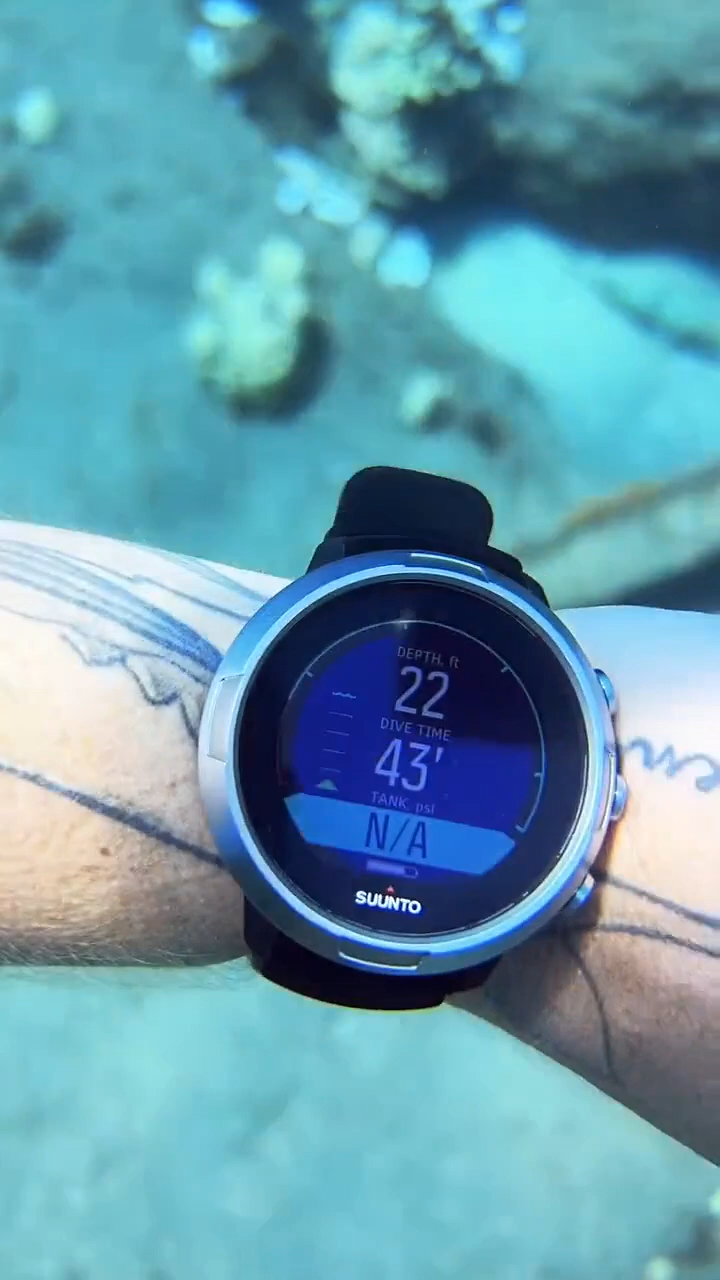 DEPTH, ft
22
DIVE TIME
43'
TANK, psi
N/A
SUUNTO